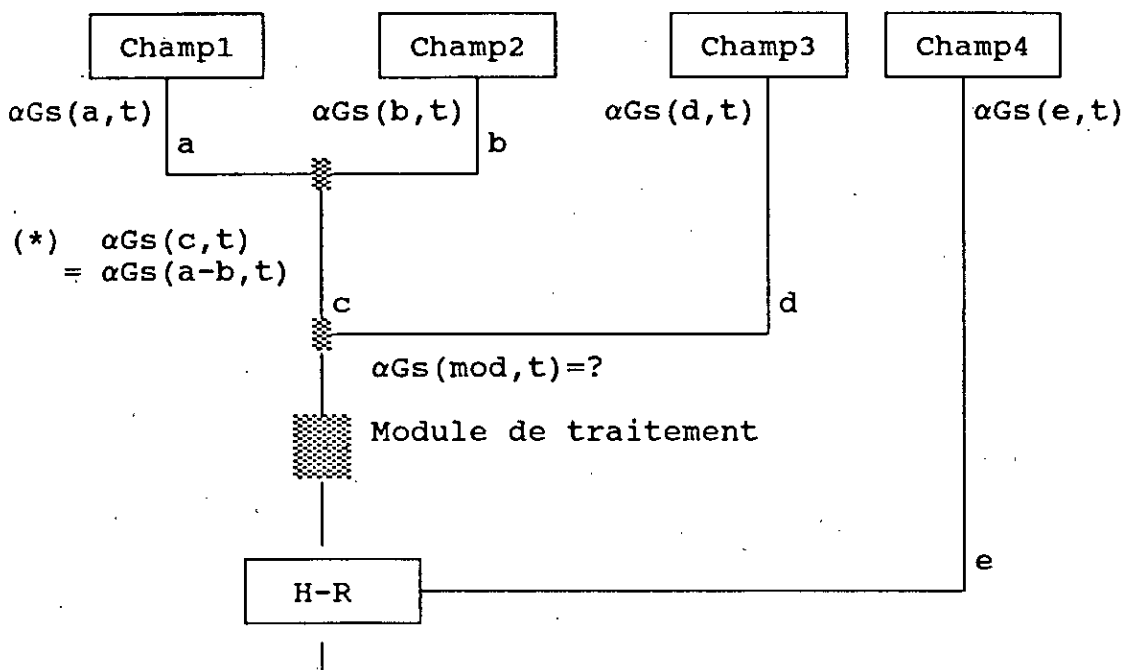 Champ1 Champ2 Champ3 Champ4
αGs(a,t) αGs(b,t) αGs(d,t) αGs(e,t)
a b
(*) αGs(c,t)
= αGs(a-b,t)
c d
αGs(mod,t)=?
Module de traitement
e
H-R